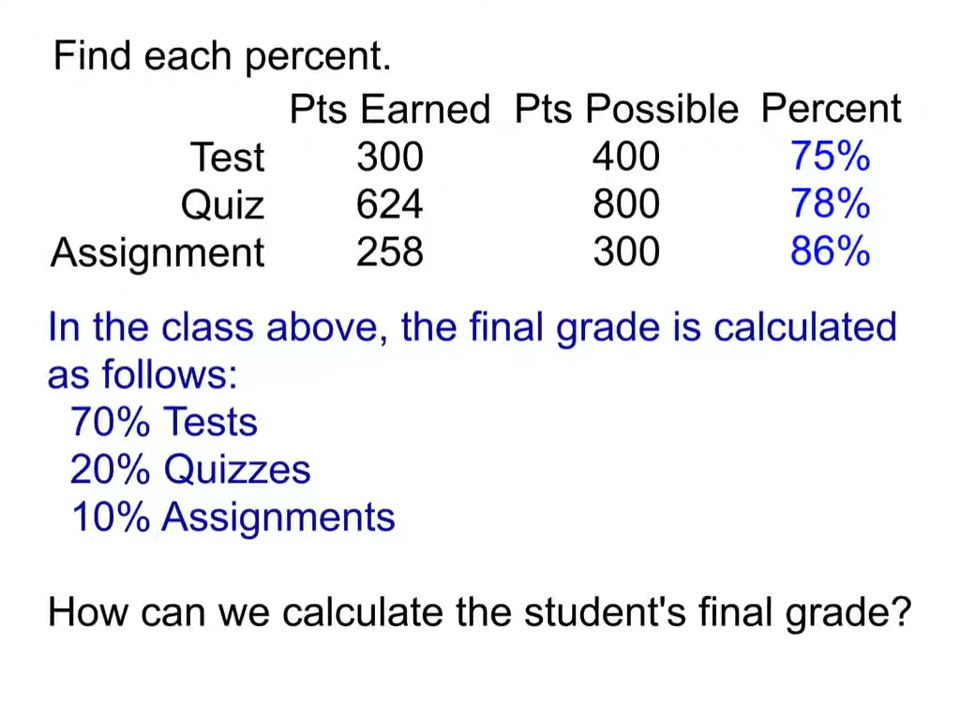 Find each percent.
Pts Earned Pts Possible Percent
Test 300 400 75%
Quiz 624 800 78%
Assignment 258 300 86%
In the class above, the final grade is calculated
as follows:
70% Tests
20% Quizzes
10% Assignments
How can we calculate the student's final grade?